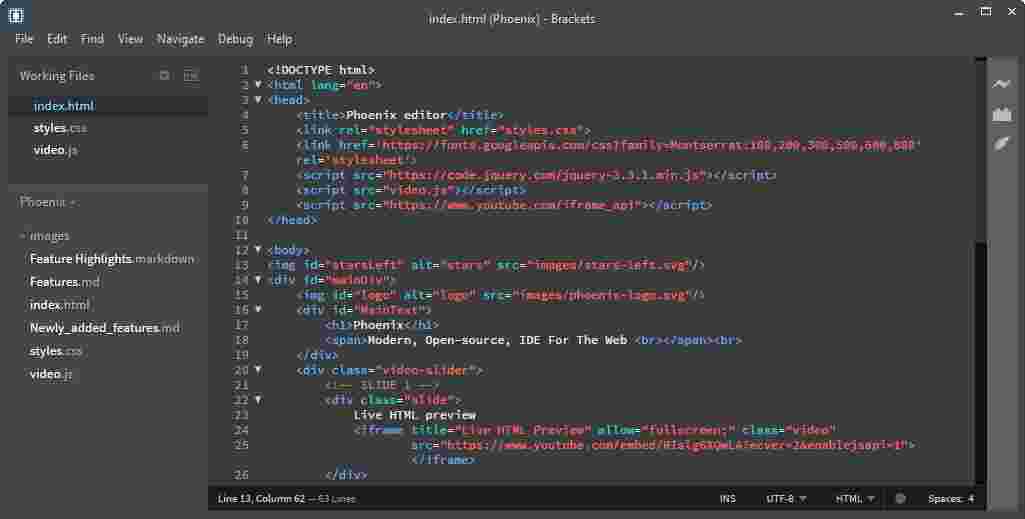 index.html (Phoenix) - Brackets
File Edit Find View Navigate Debug Help
Working Files
index.html
styles.css
video.js
Phoenix
images
Feature Highlights.markdown
Features.md
index.html
Newly_added_features.md
styles.css
video.js
1 <!DOCTYPE html>
2 <html lang="en">
3 <head>
4 <title>Phoenix editor</title>
5 <link rel="stylesheet" href="styles.css">
6 <link href='https://fonts.googleapis.com/css?family=Montserrat:100,200,300,500,600,800'
rel='stylesheet'>
7 <script src="https://code.jquery.com/jquery-3.3.1.min.js"></script>
8 <script src="video.js"></script>
9 <script src="https://www.youtube.com/iframe_api"></script>
10 </head>
11
12 <body>
13 <img id="starsLeft" alt="stars" src="images/stars-left.svg"/>
14 <div id="mainDiv">
15 <img id="logo" alt="logo" src="images/phoenix-logo.svg"/>
16 <div id="MainText">
17 <h1>Phoenix</h1>
18 <span>Modern, Open-source, IDE For The Web <br></span><br>
19 </div>
20 <div class="video-slider">
21 <!-- SLIDE 1 -->
22 <div class="slide">
23 Live HTML preview
24 <iframe title="Live HTML Preview" allow="fullscreen;" class="video"
25 src="https://www.youtube.com/embed/
</iframe>
26 </div>
Line 13, Column 62 — 63 Lines INS UTF-8 HTML Spaces: 4